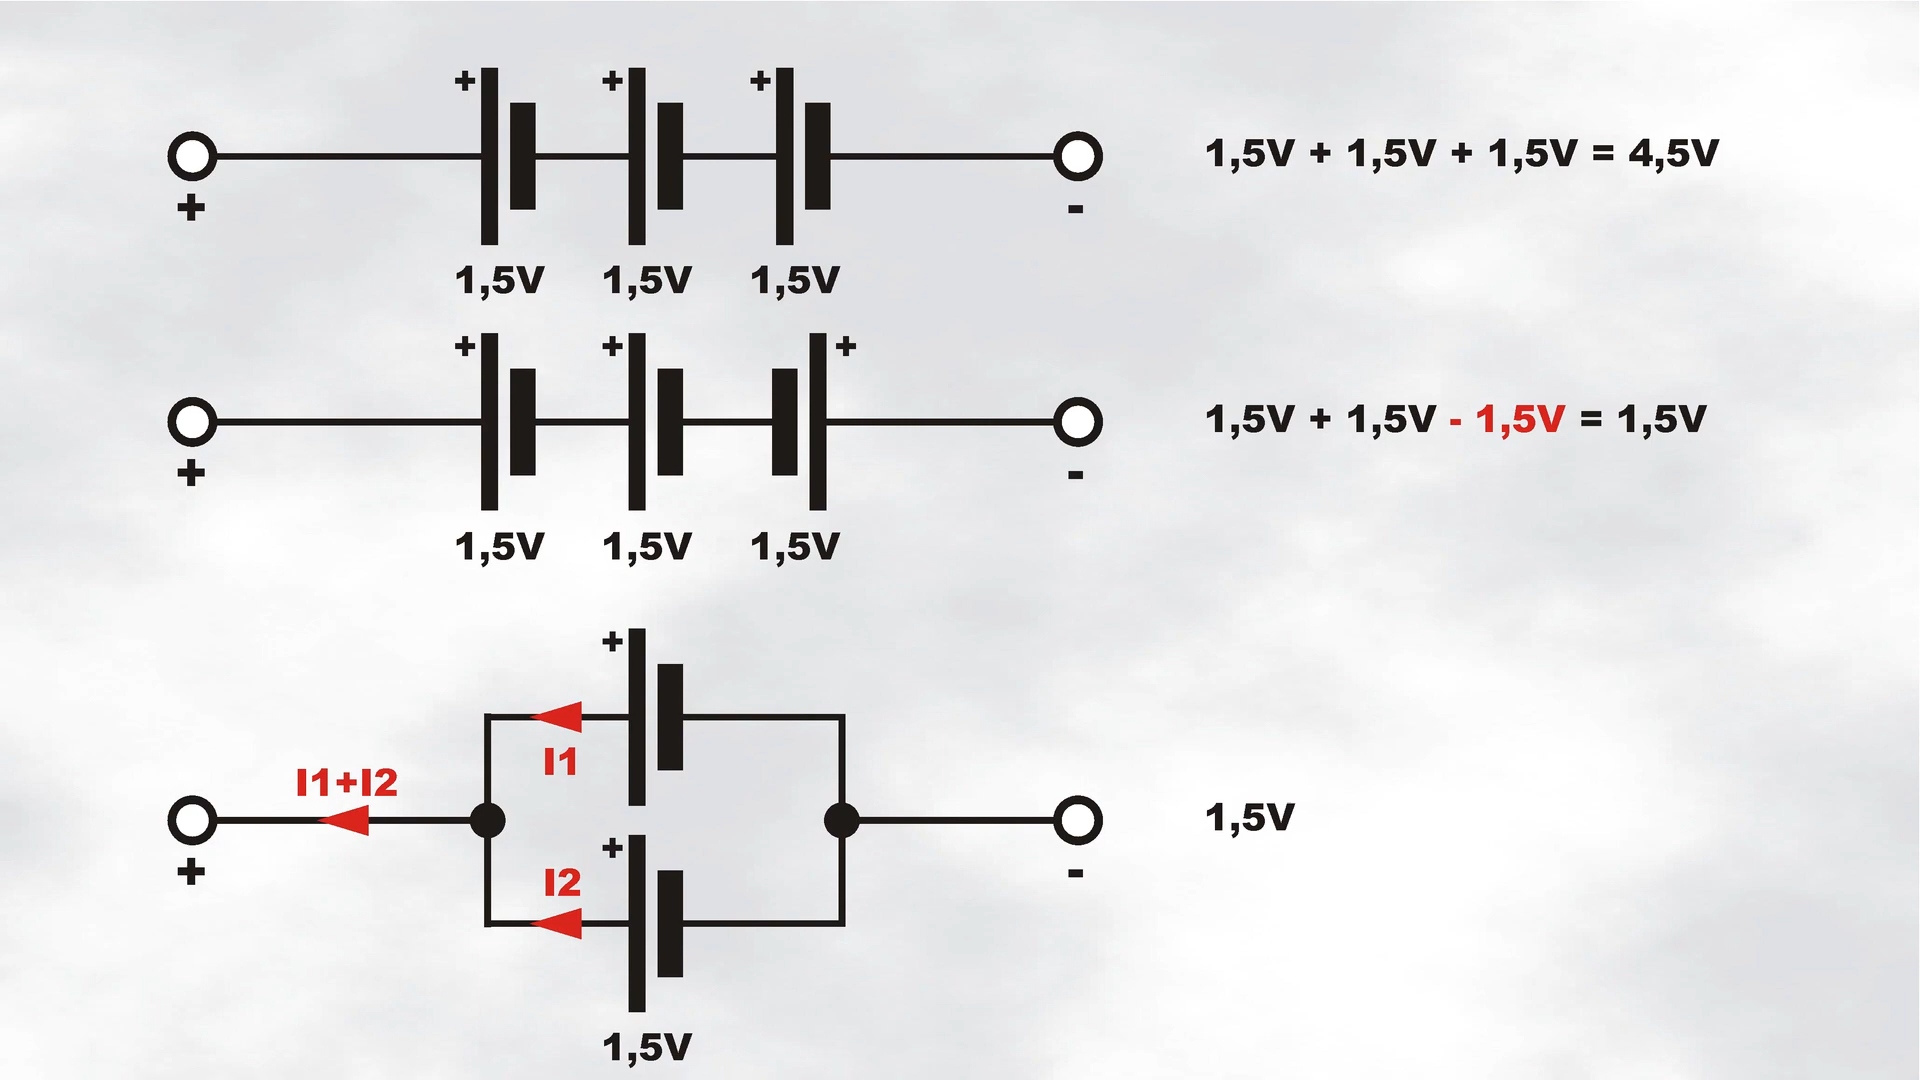 + + +
1,5V + 1,5V + 1,5V = 4,5V
+ -
1,5V 1,5V 1,5V
+ + +
1,5V + 1,5V - 1,5V = 1,5V
+ -
1,5V 1,5V 1,5V
+
I1
I1+I2
1,5V
+
+ -
I2
1,5V